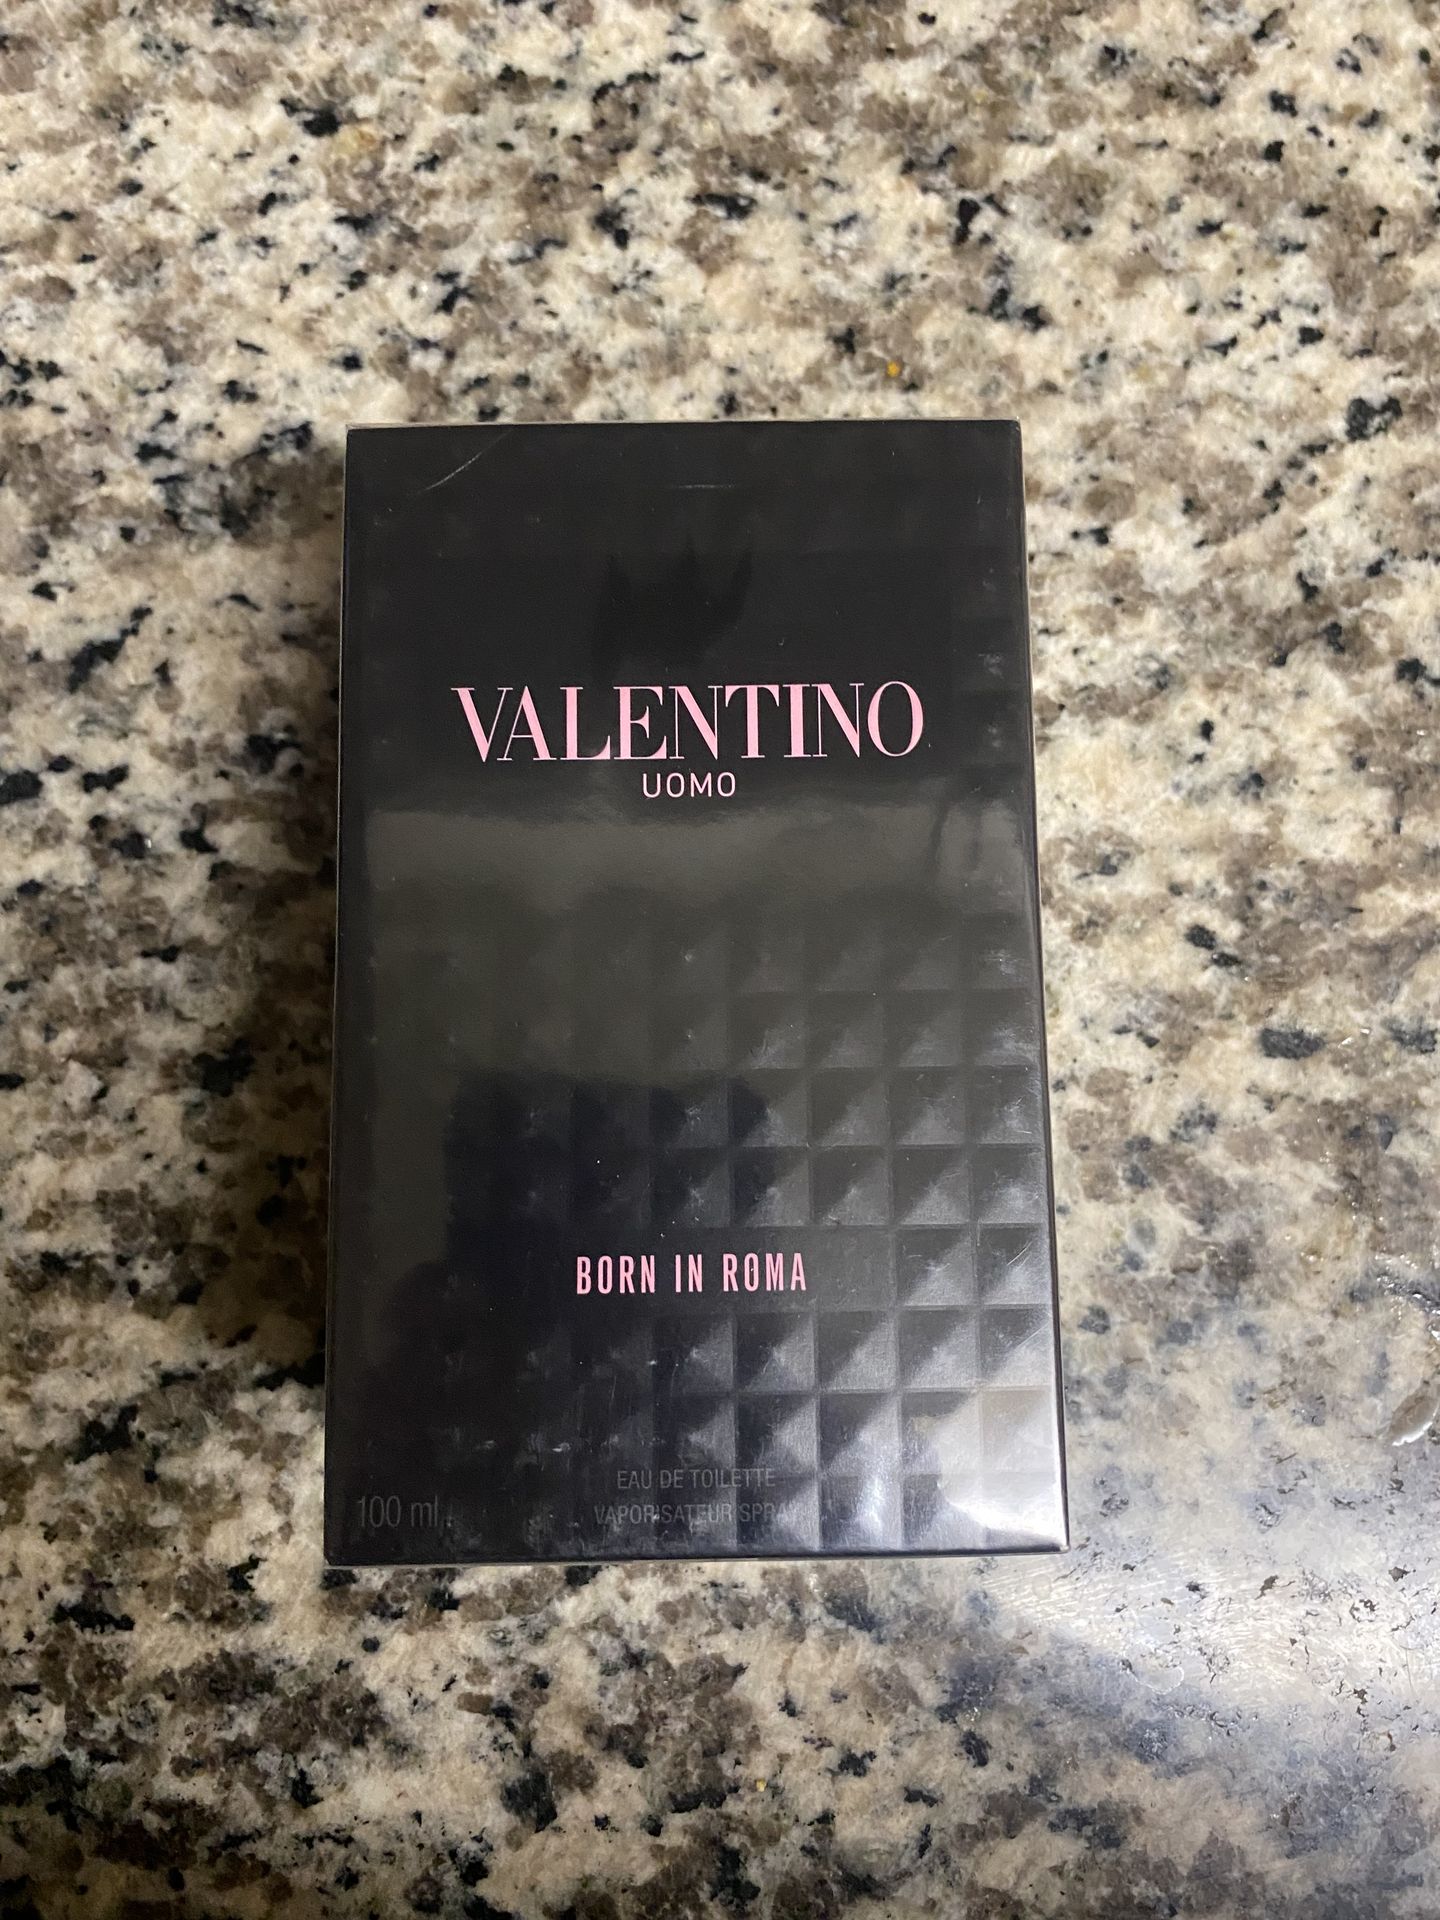 VALENTINO
UOMO
BORN IN ROMA
EAU DE TOILETTE
100 ml
VAPORISATEUR SPRAY